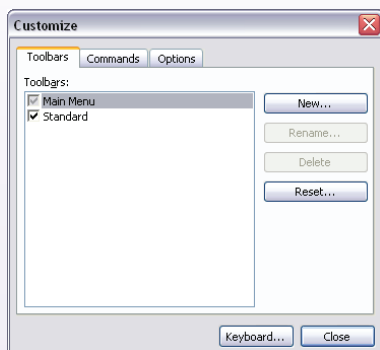 Customize
Toolbars Commands Options
Toolbars:
Main Menu
Standard
New...
Rename...
Delete
Reset...
Keyboard... Close